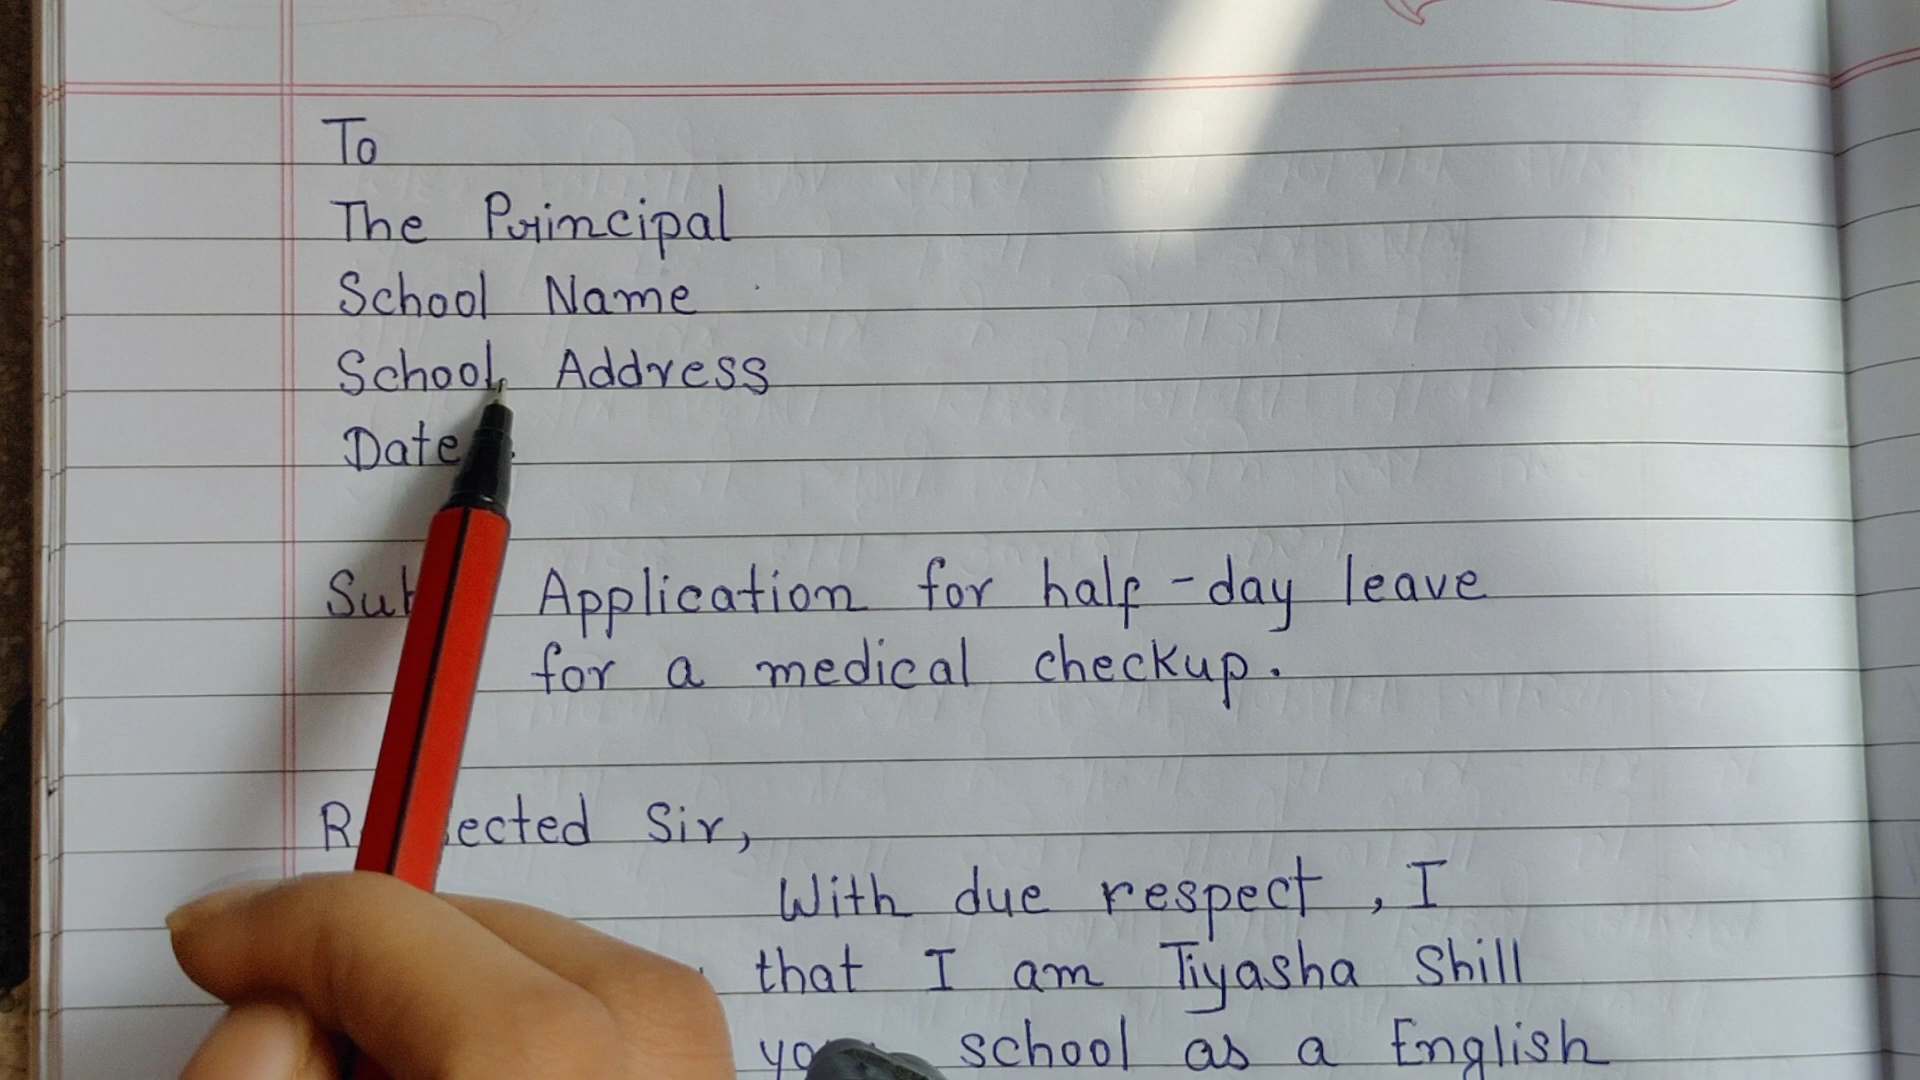 To
The Principal
School Name
School Address
Date
Application for half-day leave
for a medical checkup.
Sir,
With due respect, I
that I am Tiyasha Shill
school as a English